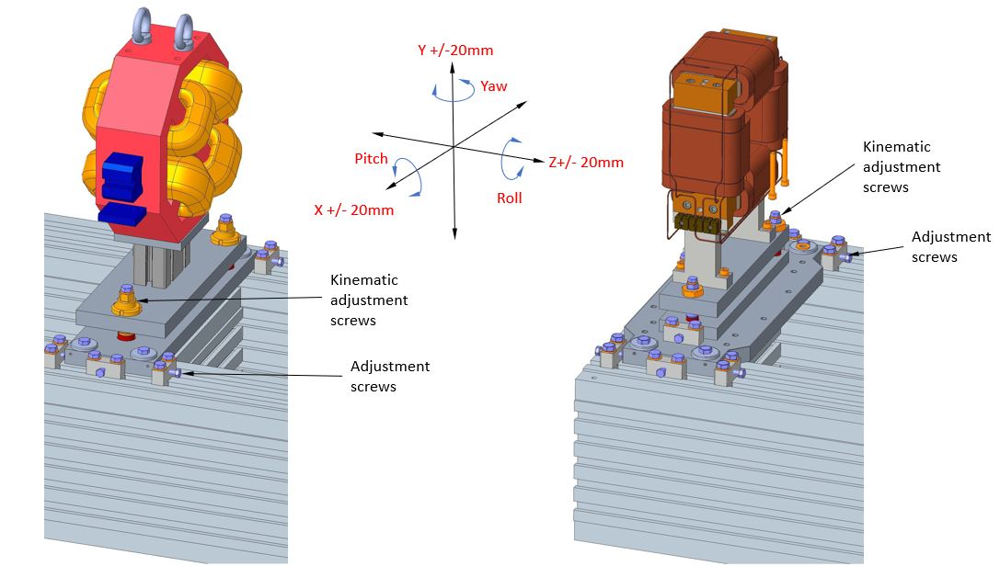 Y +/-20mm
Yaw
Pitch
Z+/- 20mm
Roll
X +/- 20mm
Kinematic
adjustment
screws
Adjustment
screws
Kinematic
adjustment
screws
Adjustment
screws